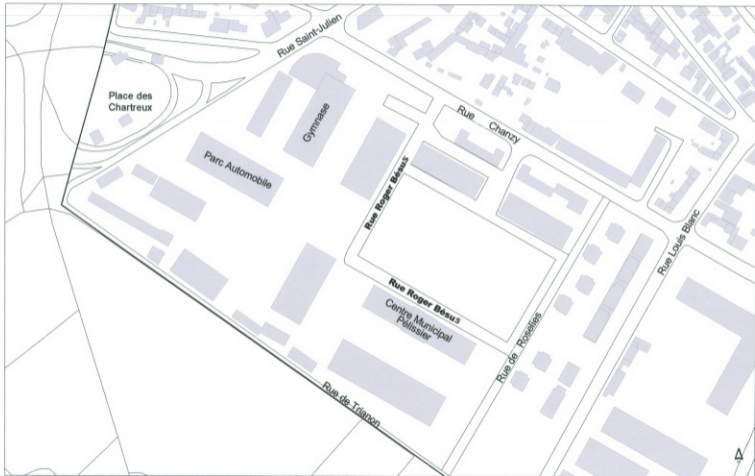 Rue Saint-Julien
Place des
Chartreux
Gymnase
Rue Chanzy
Parc Automobile
Rue Roger Bésus
Rue Louis Blanc
Rue Roger Bésus
Centre Municipal
Pélissier
Rue de Roselles
Rue de Trianon